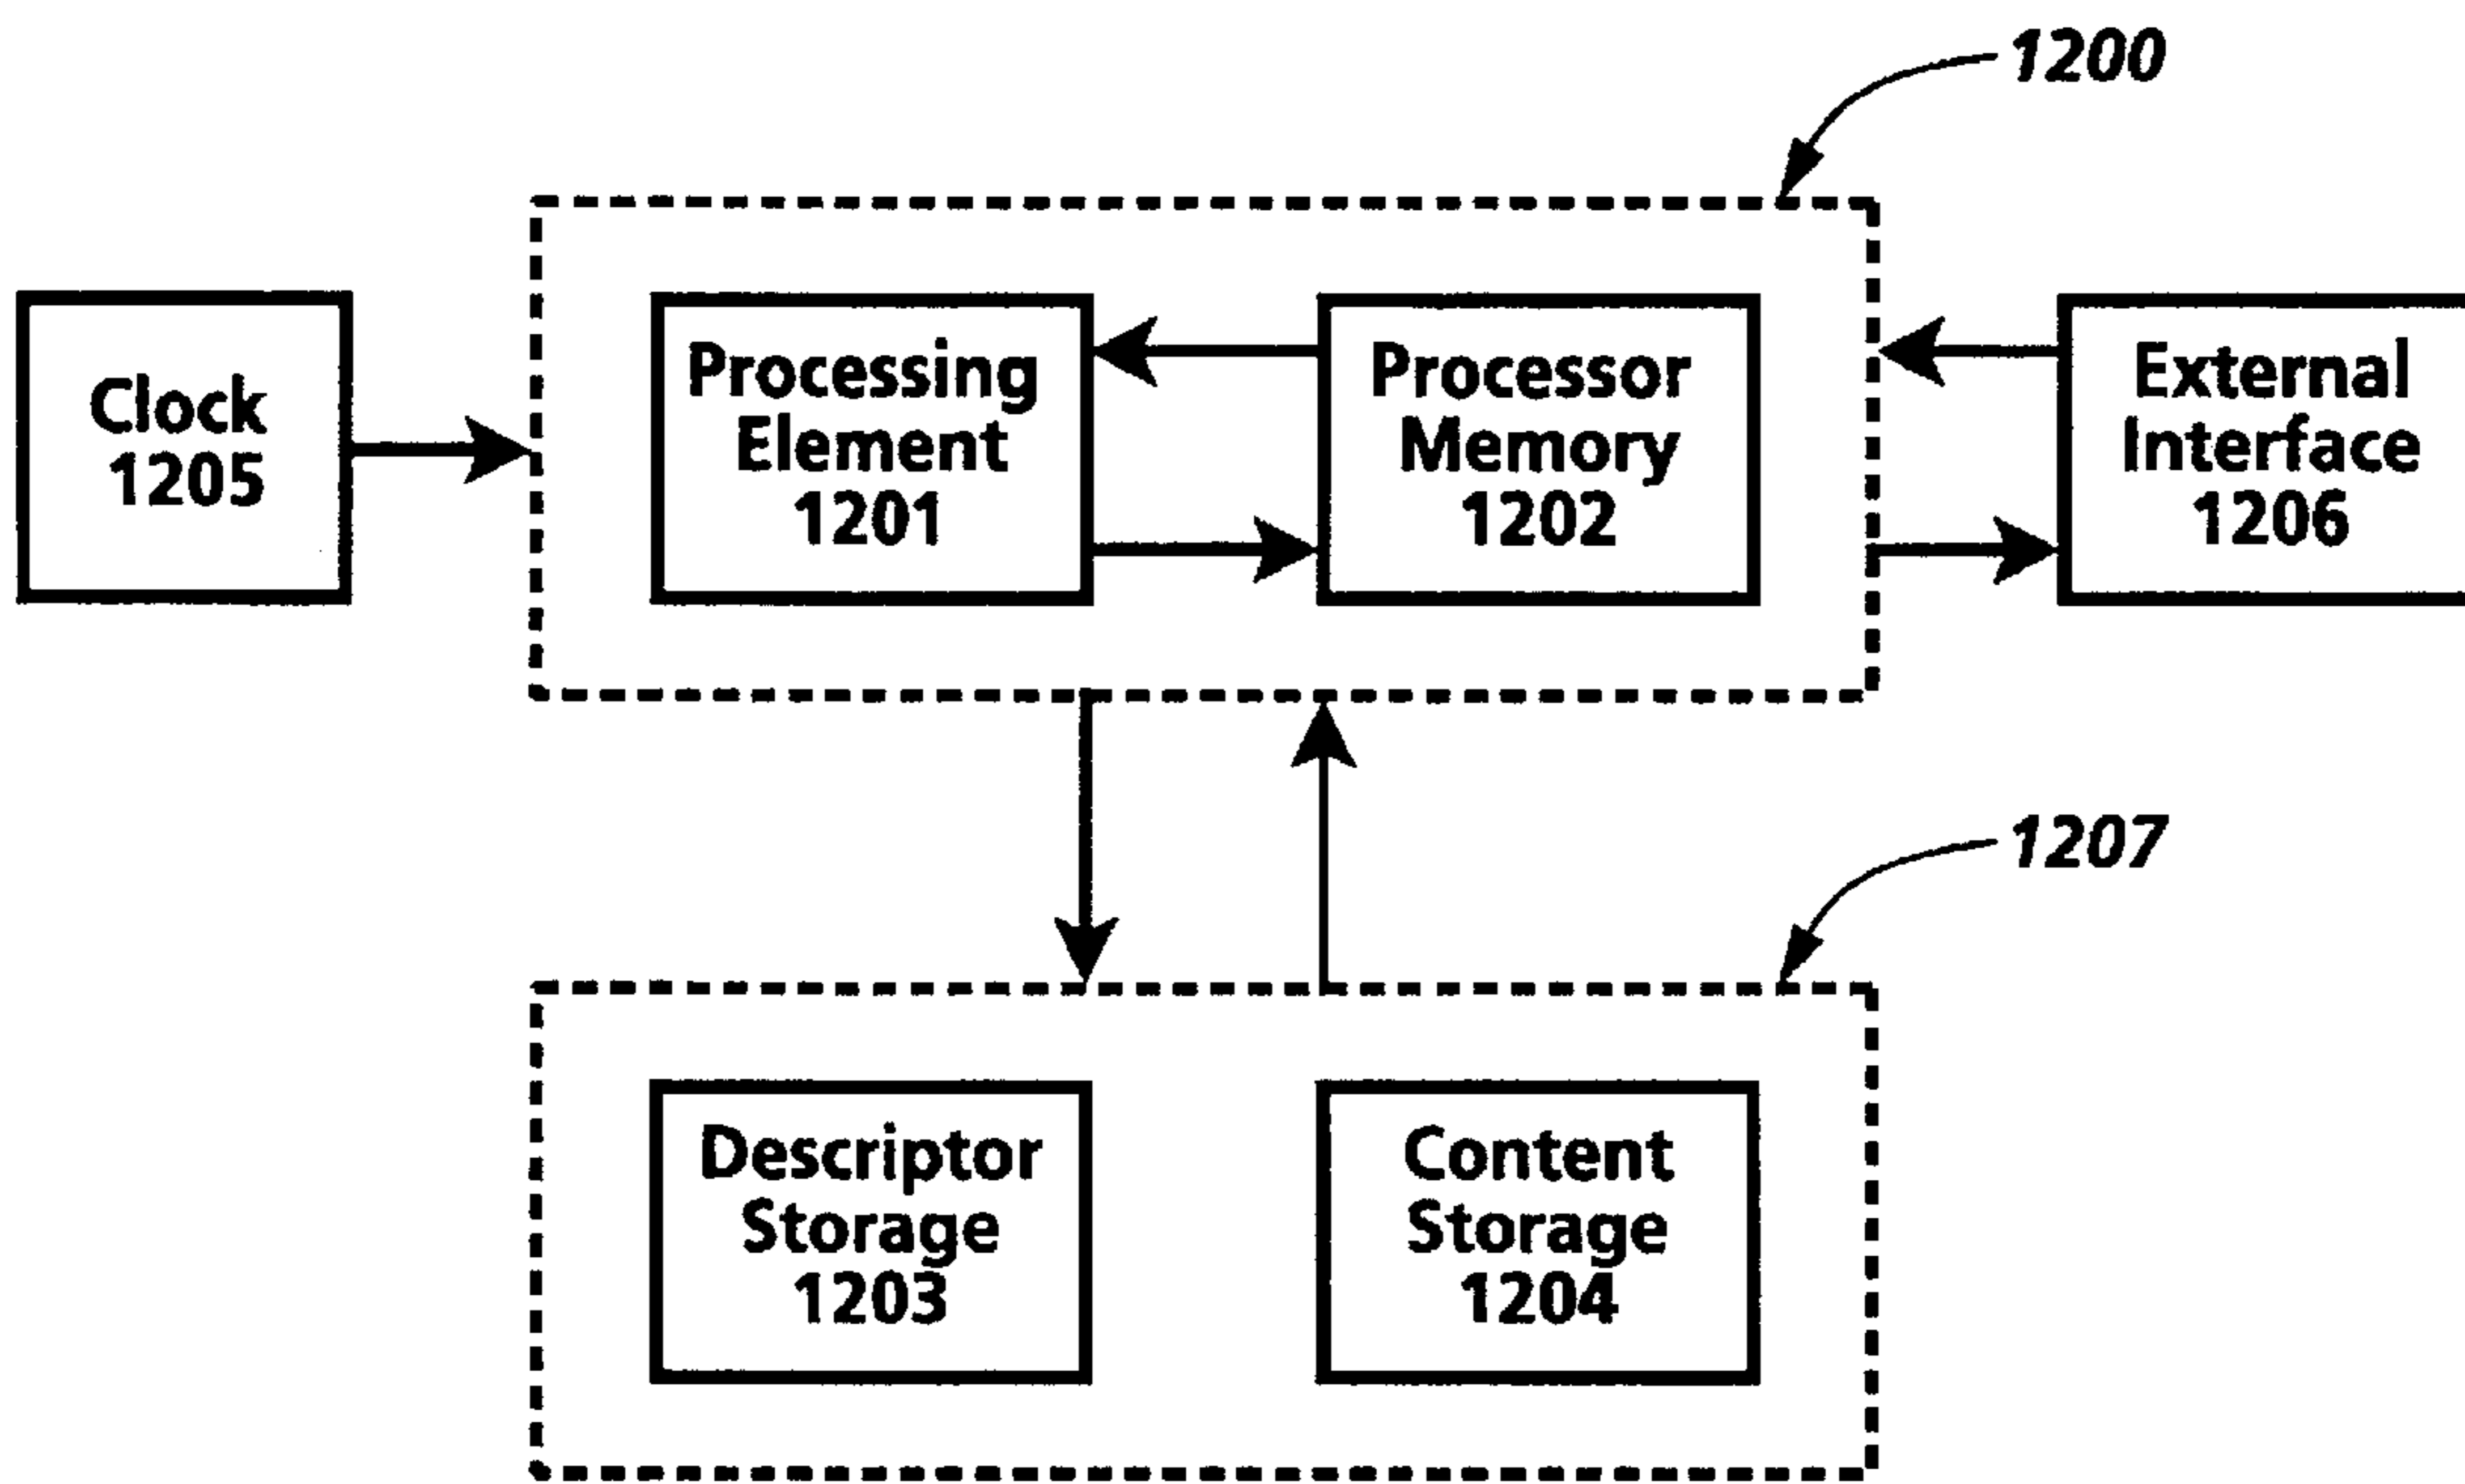 1200
Clock
1205
Processing
Element
1201
Processor
Memory
1202
External
Interface
1206
1207
Descriptor
Storage
1203
Content
Storage
1204